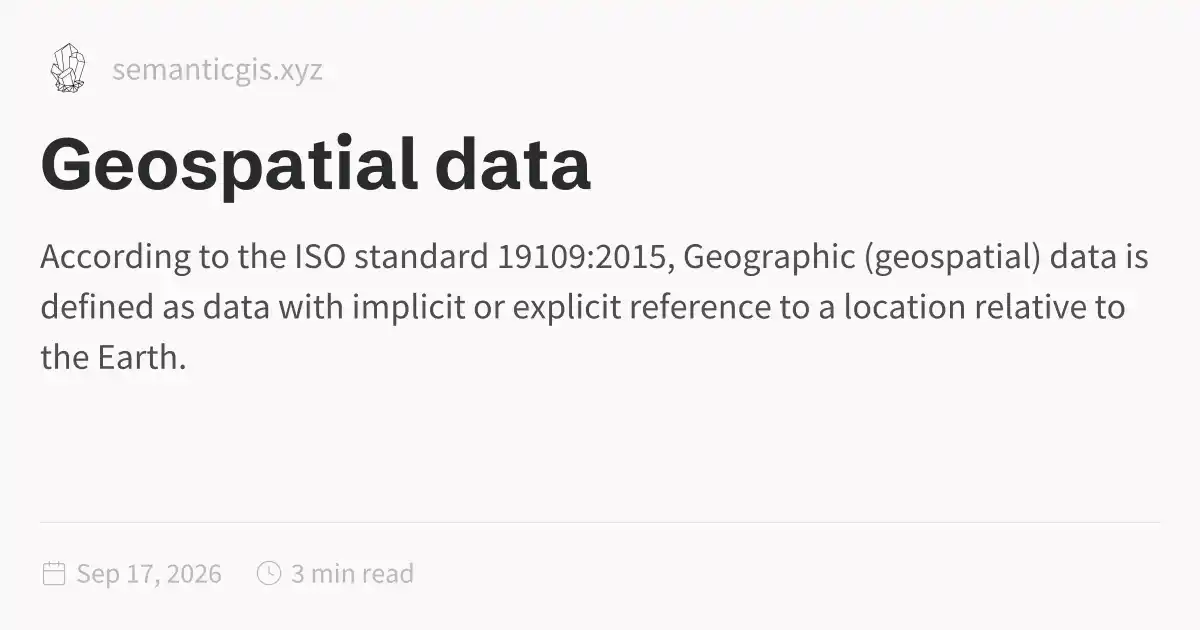 semanticgis.xyz
Geospatial data
According to the ISO standard 19109:2015, Geographic (geospatial) data is
defined as data with implicit or explicit reference to a location relative to
the Earth.
Sep 17, 2026 3 min read